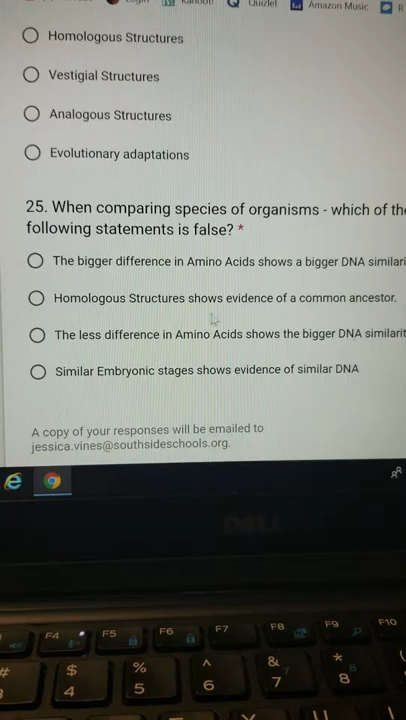 Login Kahoot! Quizlet Amazon Music R
Homologous Structures
Vestigial Structures
Analogous Structures
Evolutionary adaptations
25. When comparing species of organisms - which of the
following statements is false? *
The bigger difference in Amino Acids shows a bigger DNA similari
Homologous Structures shows evidence of a common ancestor.
The less difference in Amino Acids shows the bigger DNA similarit
Similar Embryonic stages shows evidence of similar DNA
A copy of your responses will be emailed to
jessica.vines@southsideschools.org.
DELL
F4 F5 F6 F7 F8 F9 F10
# $ % ^ & * (
3 4 5 6 7 7 8 B
U I